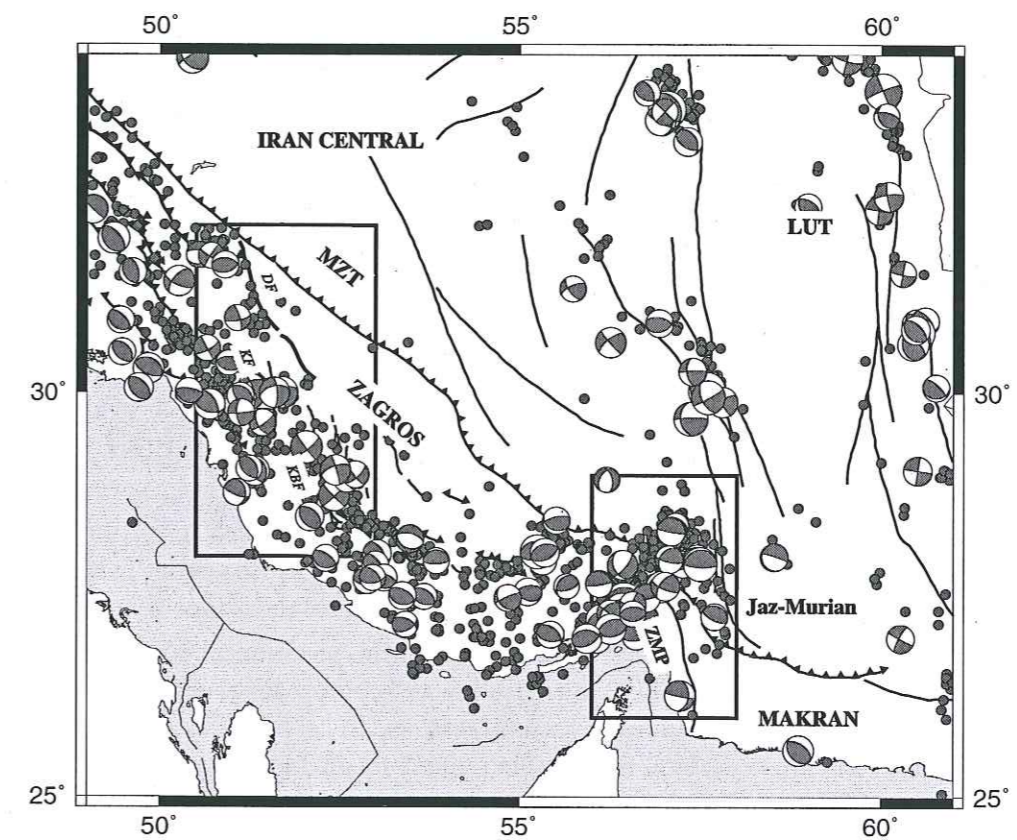 50° 55° 60°
IRAN CENTRAL
LUT
MZT
DF
KF
30° 30°
ZAGROS
KBF
Jaz-Murian
ZMP
MAKRAN
25° 25°
50° 55° 60°